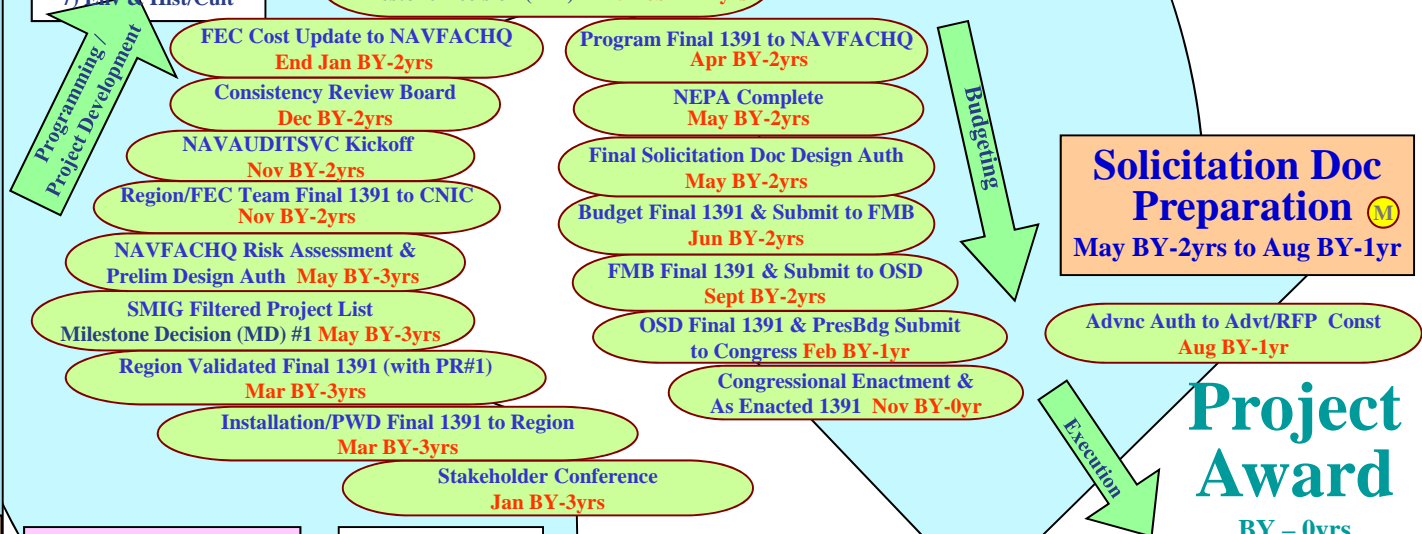 7) Env & Hist/Cult
Programming /
Project Development
FEC Cost Update to NAVFACHQ
End Jan BY-2yrs
Consistency Review Board
Dec BY-2yrs
NAVAUDITSVC Kickoff
Nov BY-2yrs
Region/FEC Team Final 1391 to CNIC
Nov BY-2yrs
NAVFACHQ Risk Assessment &
Prelim Design Auth May BY-3yrs
SMIG Filtered Project List
Milestone Decision (MD) #1 May BY-3yrs
Region Validated Final 1391 (with PR#1)
Mar BY-3yrs
Installation/PWD Final 1391 to Region
Mar BY-3yrs
Stakeholder Conference
Jan BY-3yrs
Program Final 1391 to NAVFACHQ
Apr BY-2yrs
NEPA Complete
May BY-2yrs
Final Solicitation Doc Design Auth
May BY-2yrs
Budget Final 1391 & Submit to FMB
Jun BY-2yrs
FMB Final 1391 & Submit to OSD
Sept BY-2yrs
OSD Final 1391 & PresBdg Submit
to Congress Feb BY-1yr
Congressional Enactment &
As Enacted 1391 Nov BY-0yr
Budgeting
Solicitation Doc
Preparation M
May BY-2yrs to Aug BY-1yr
Advnc Auth to Advt/RFP Const
Aug BY-1yr
Execution
Project
Award
BY – 0yrs